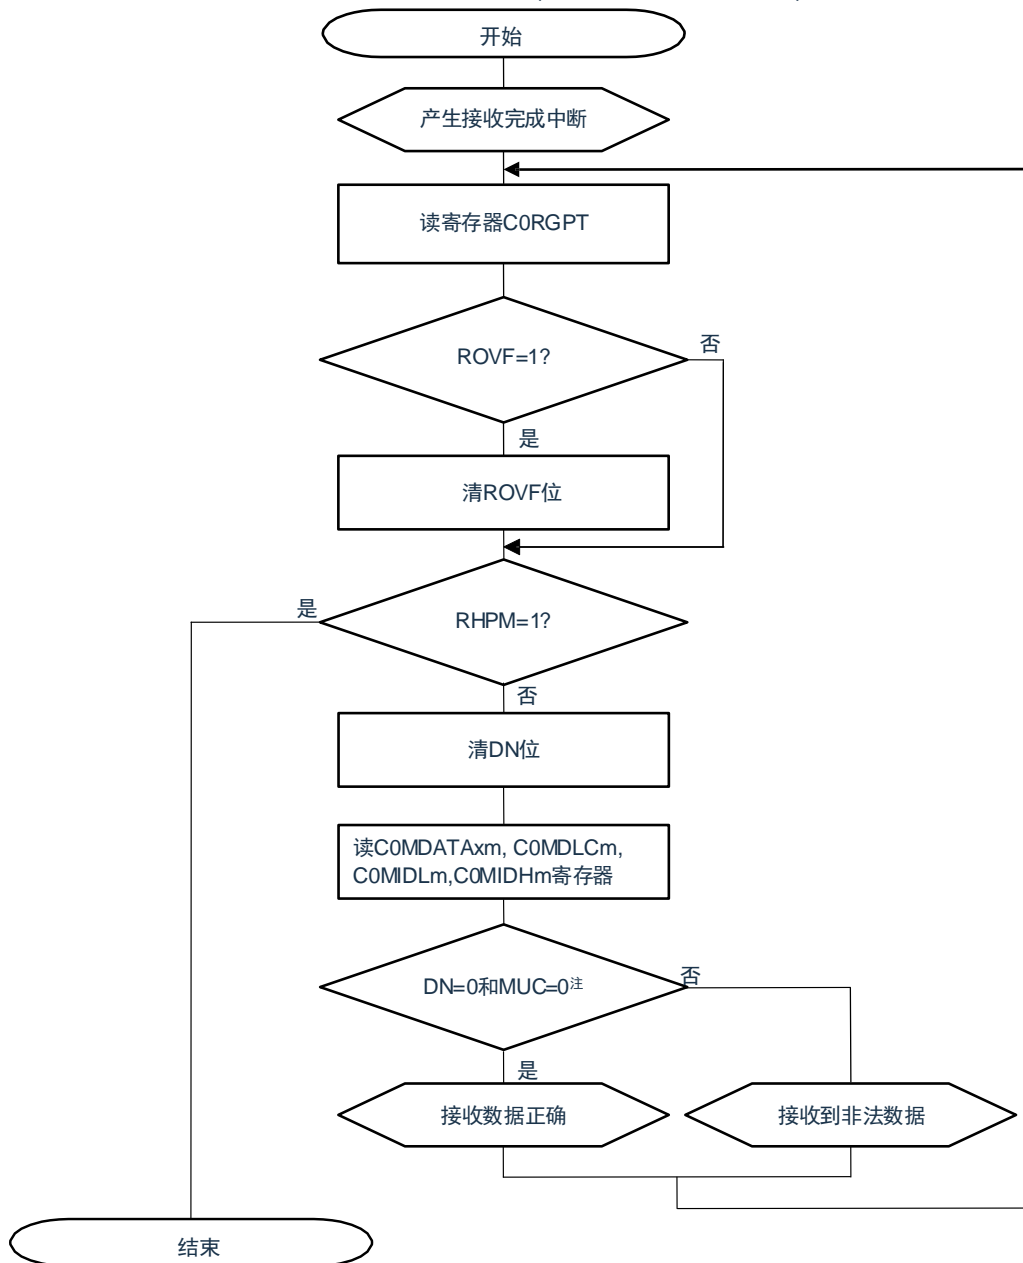 开始
产生接收完成中断
读寄存器C0RGPT
ROVF=1?
否
是
清ROVF位
是
RHPM=1?
否
清DN位
读C0MDATAxm, C0MDLCm,
C0MIDLm,C0MIDHm寄存器
DN=0和MUC=0注
否
是
接收数据正确
接收到非法数据
结束